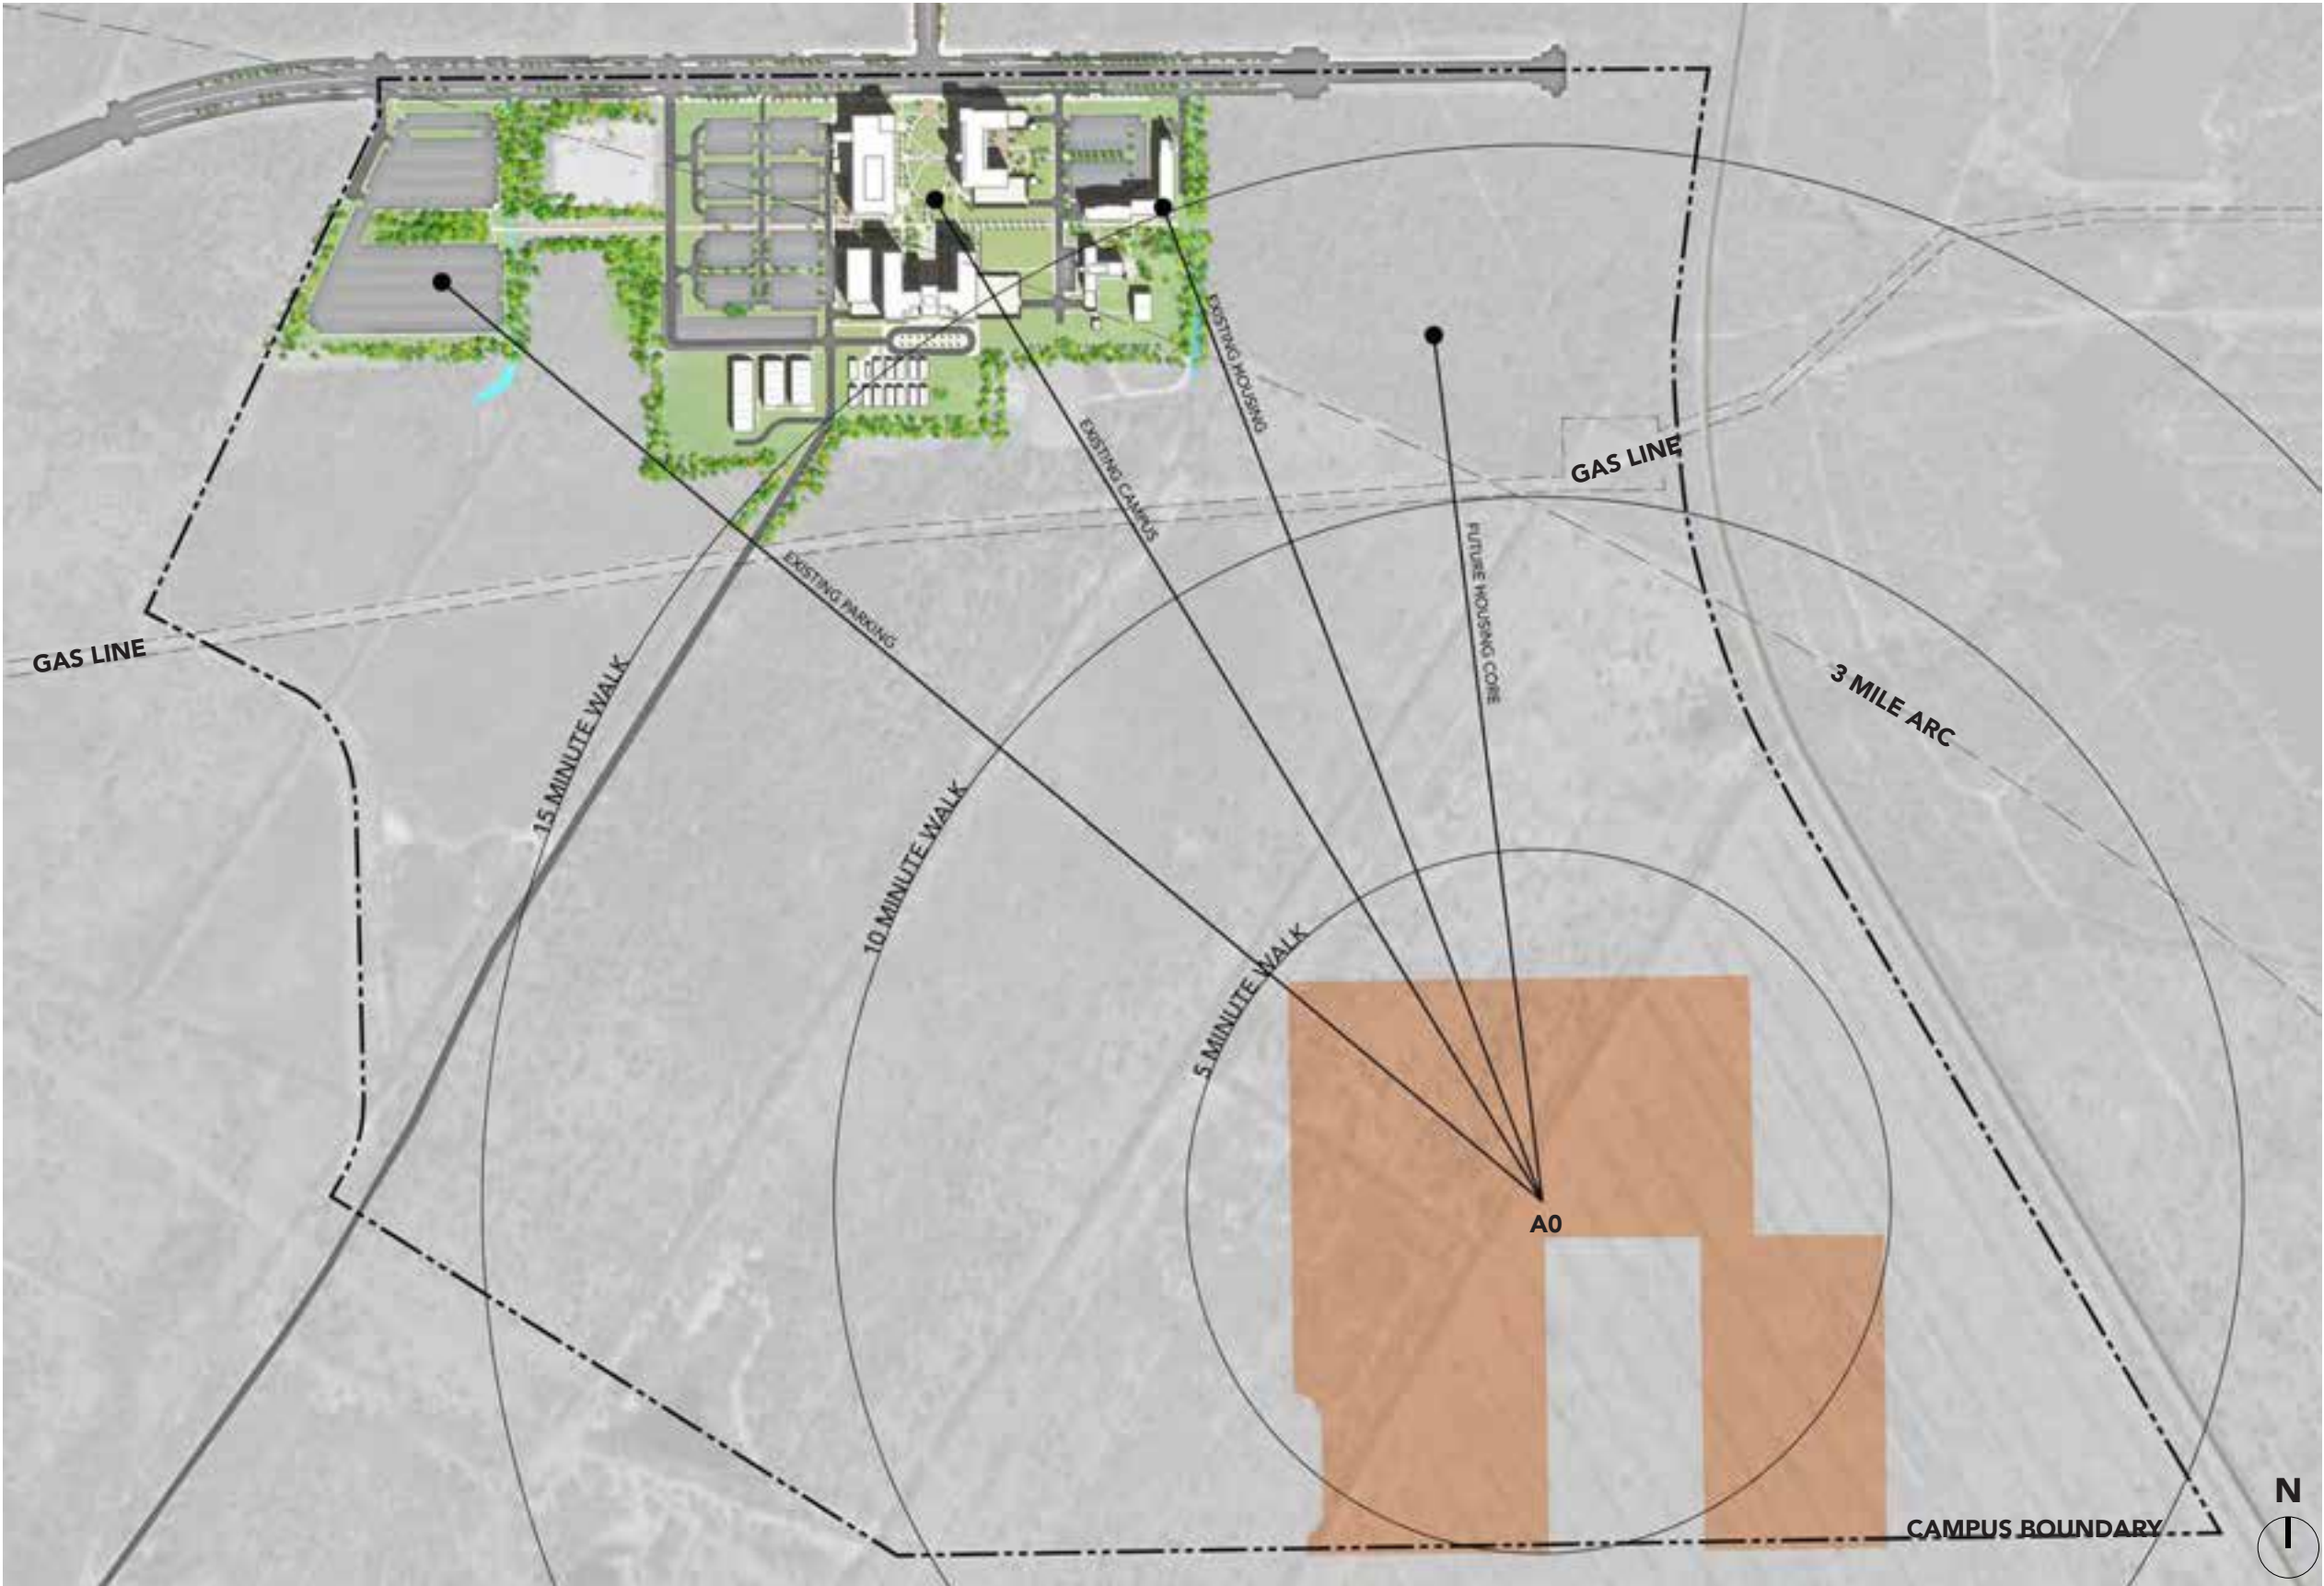 EXISTING HOUSING
EXISTING CAMPUS
GAS LINE
FUTURE HOUSING CORE
EXISTING PARKING
GAS LINE
15 MINUTE WALK
3 MILE ARC
10 MINUTE WALK
5 MINUTE WALK
A0
N
CAMPUS BOUNDARY